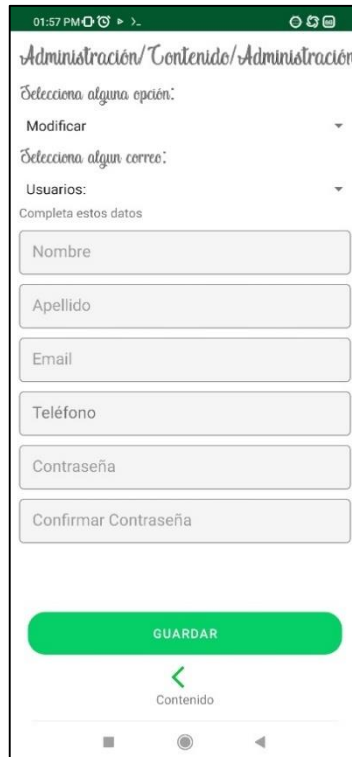 01:57 PM
Administración/Contenido/Administración
Selecciona alguna opción:
Modificar
Selecciona algun correo:
Usuarios:
Completa estos datos
Nombre
Apellido
Email
Teléfono
Contraseña
Confirmar Contraseña
GUARDAR
Contenido